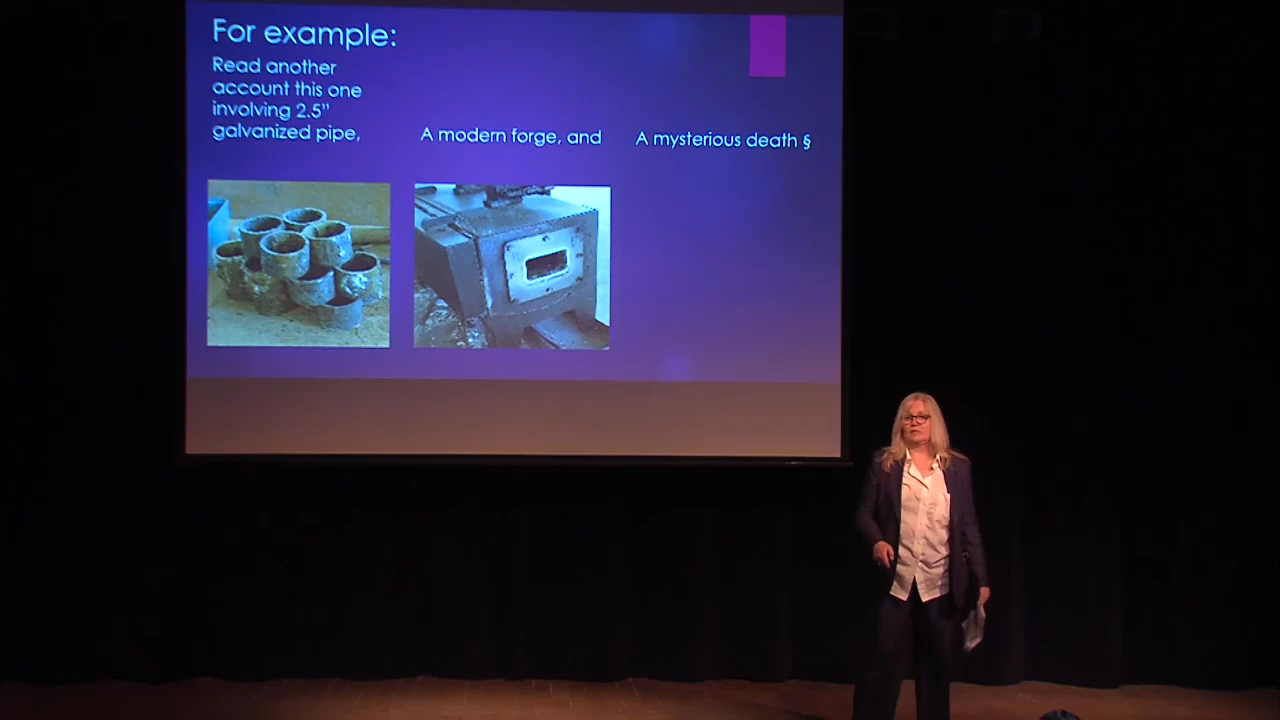 For example:
Read another
account this one
involving 2.5"
galvanized pipe,
A modern forge, and
A mysterious death §